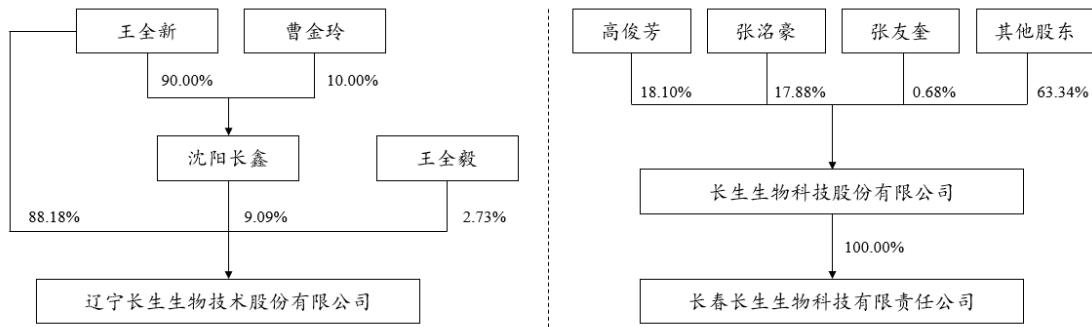 王全新
曹金玲
90.00%
10.00%
沈阳长鑫
王全毅
88.18%
9.09%
2.73%
辽宁长生生物技术股份有限公司
高俊芳
张洺豪
张友奎
其他股东
18.10%
17.88%
0.68%
63.34%
长生生物科技股份有限公司
100.00%
长春长生生物科技有限责任公司